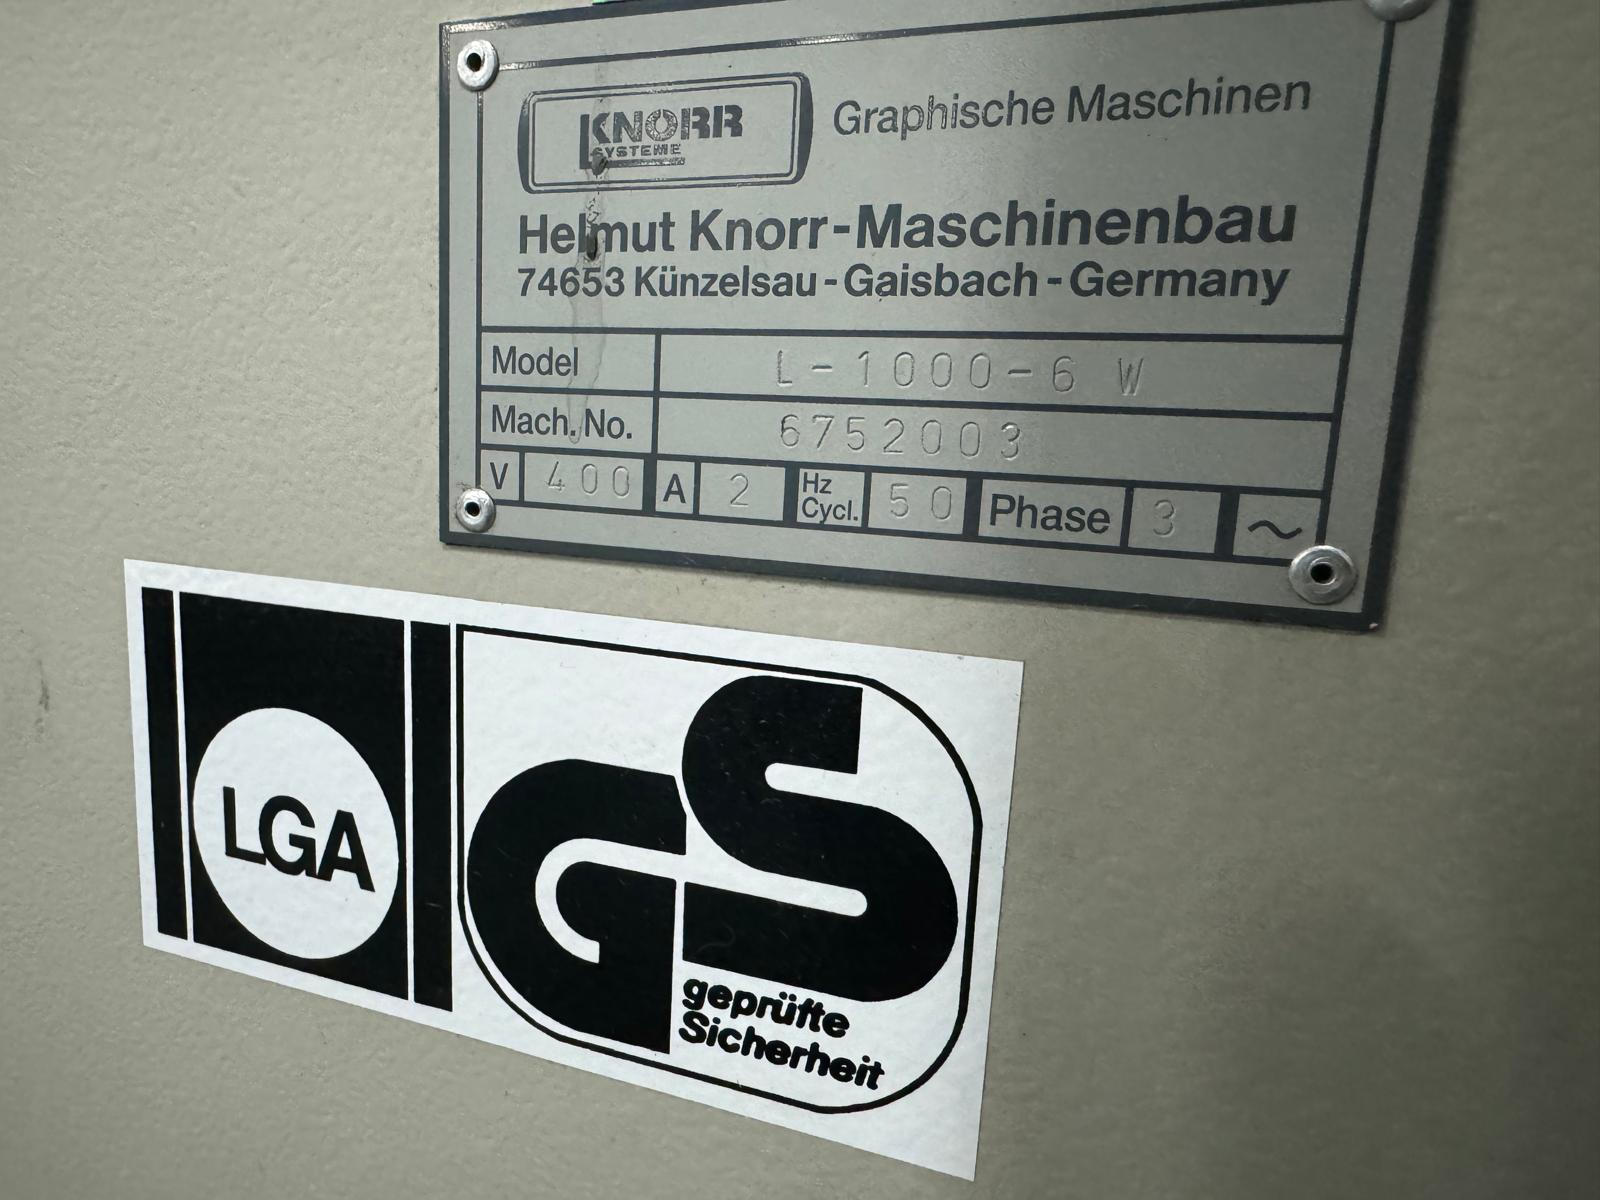 KNORR
SYSTEME
Graphische Maschinen
Helmut Knorr-Maschinenbau
74653 Künzelsau-Gaisbach-Germany
Model L-1000-6 W
Mach. No. 6752003
V 400 A 2 Hz Cycl. 50 Phase 3 ~
LGA
GS
geprüfte
Sicherheit